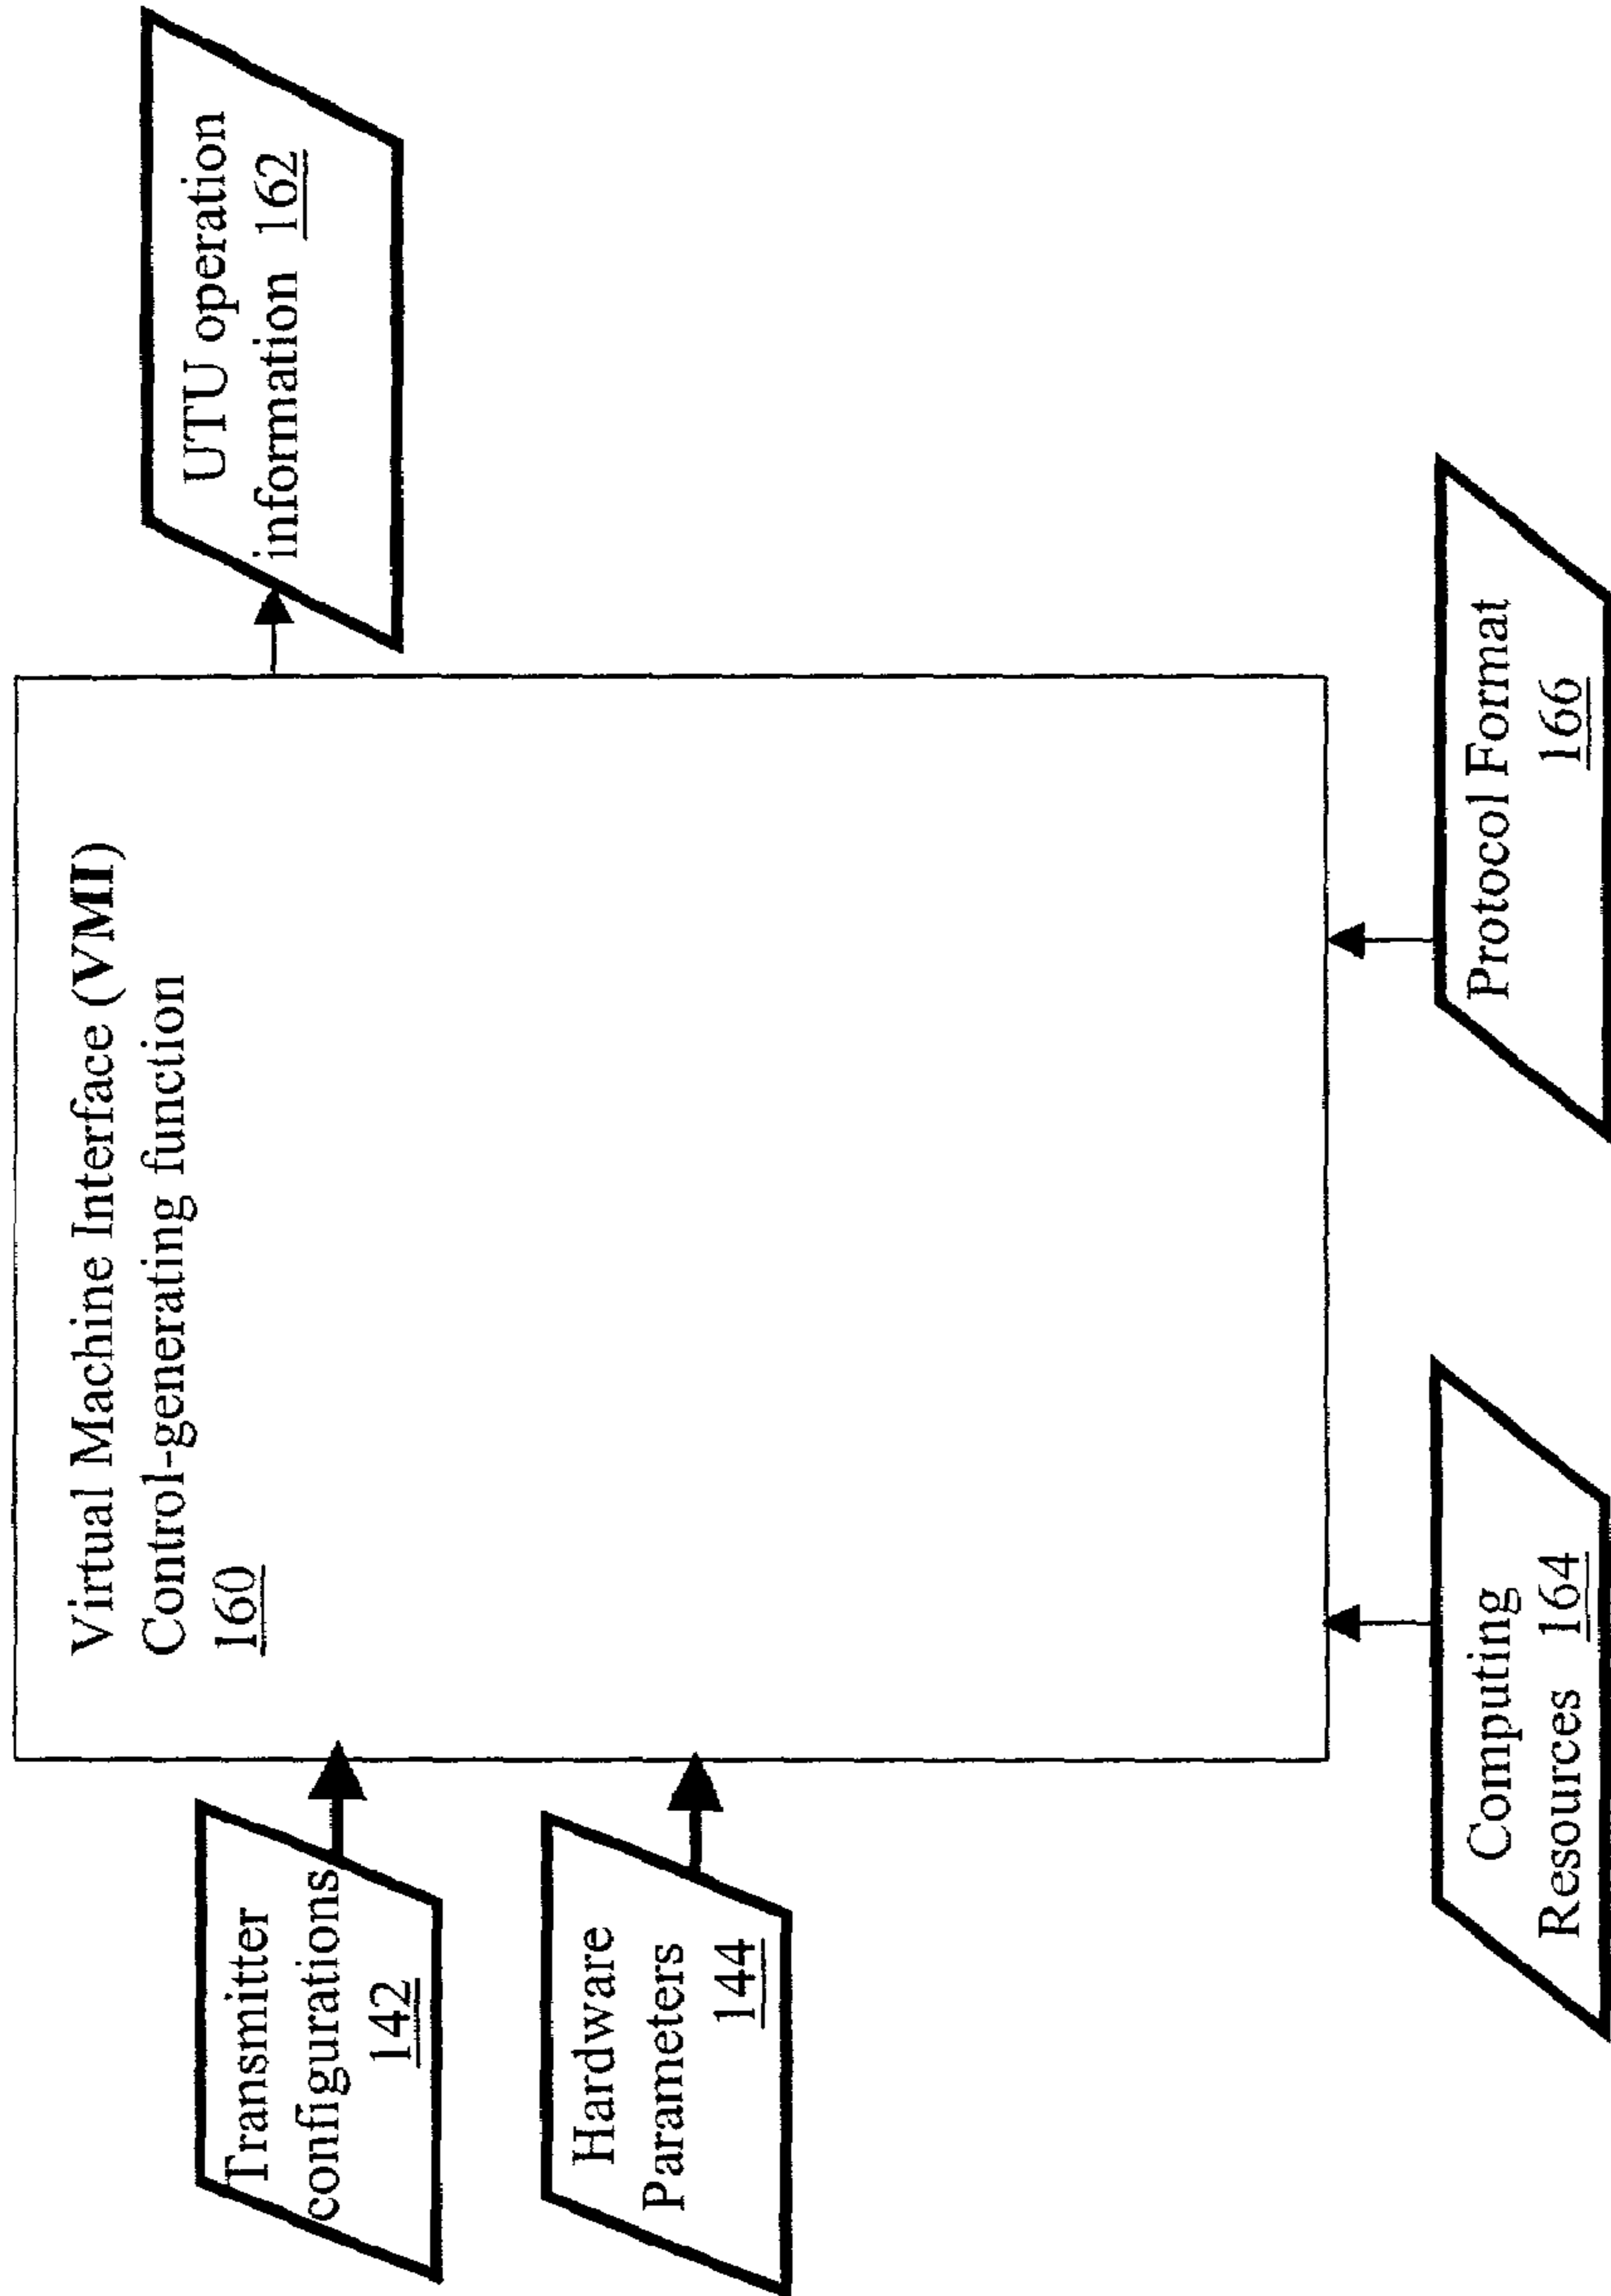 Virtual Machine Interface (VMI)
Control-generating function
160
Transmitter
configurations
142
Hardware
Parameters
144
UTU operation
information 162
Computing
Resources 164
Protocol Format
166